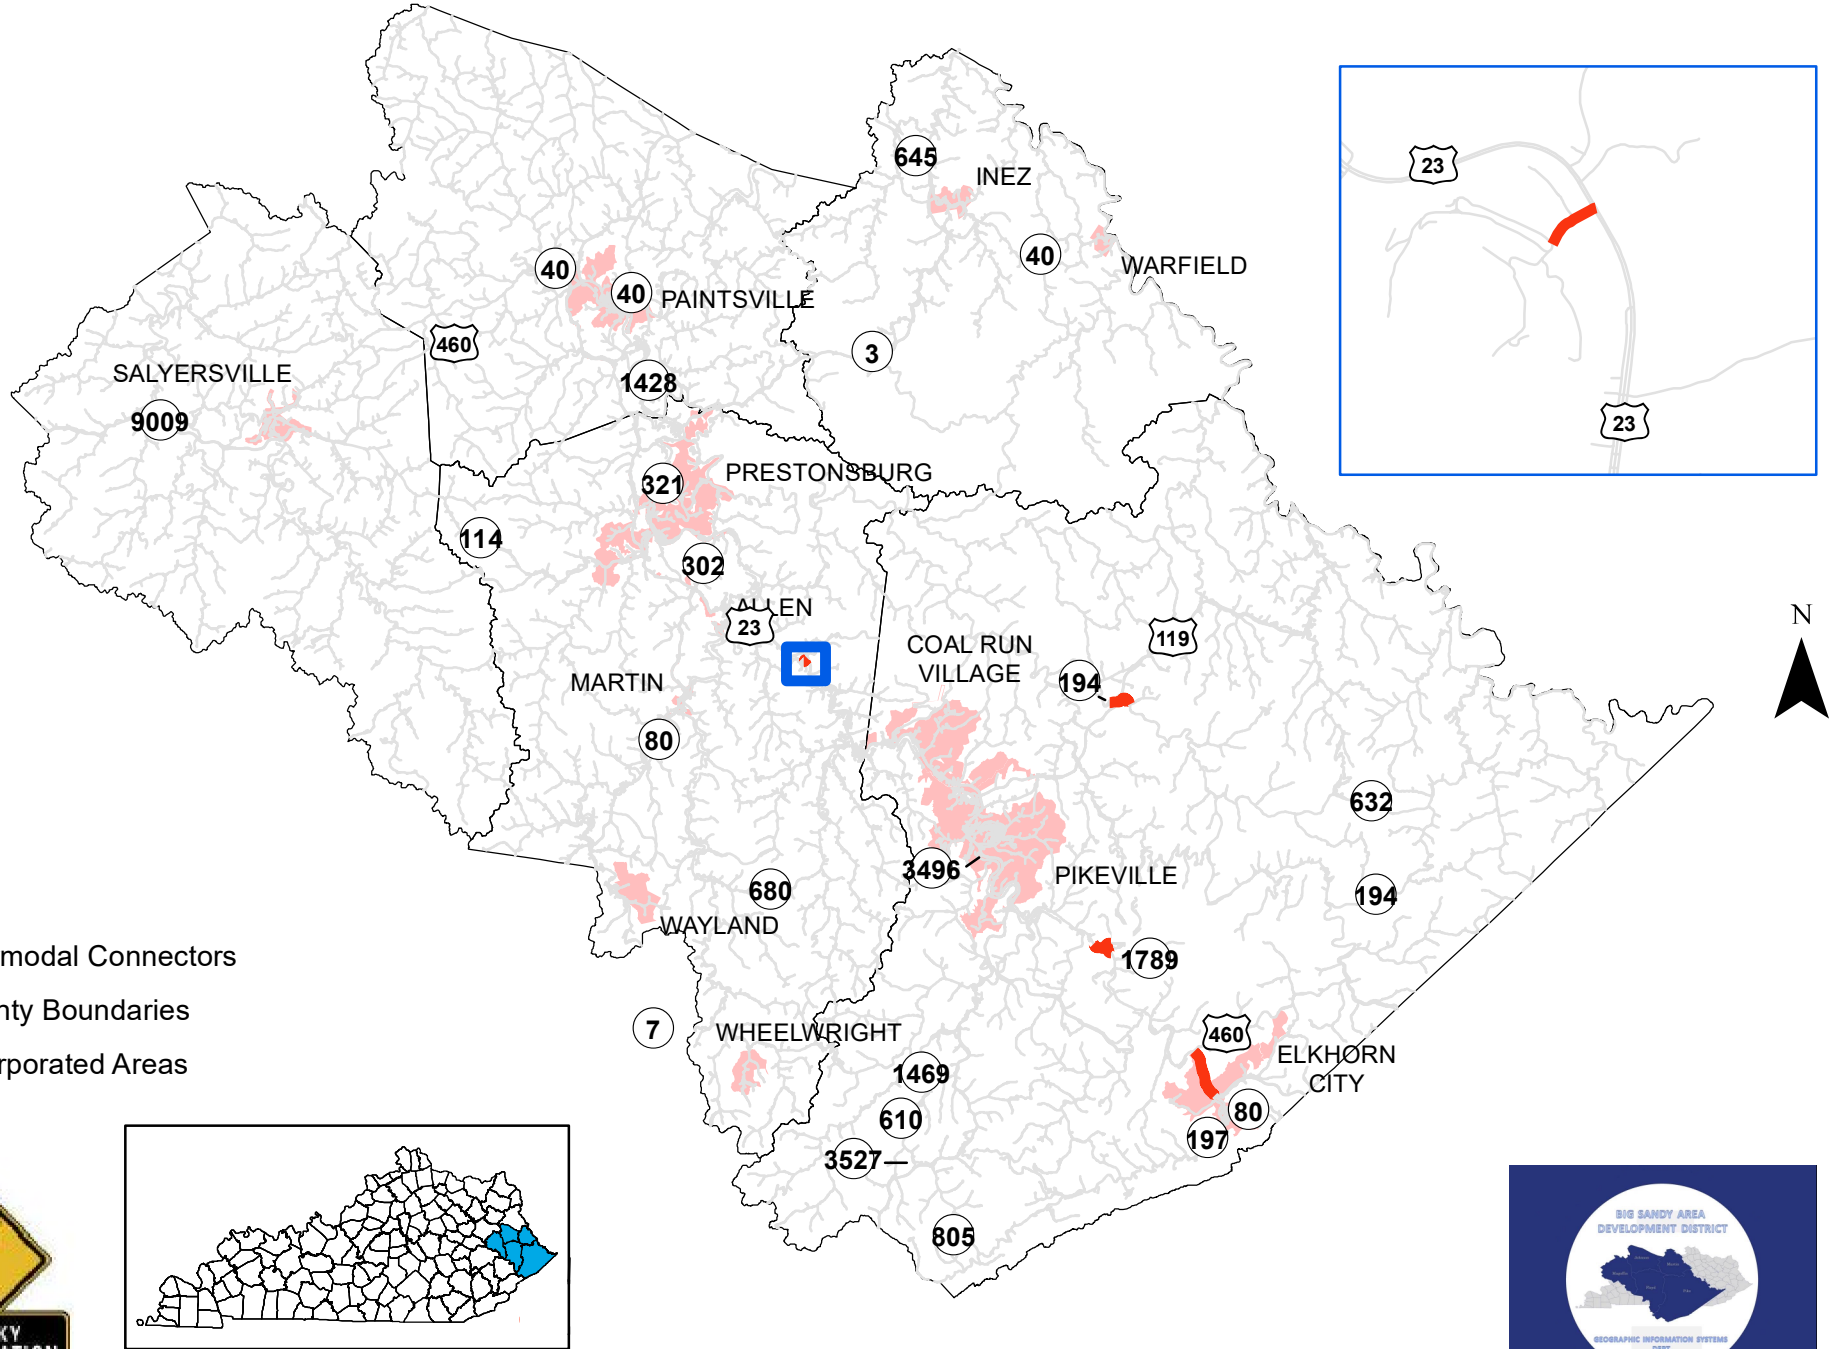 645
INEZ
23
40
WARFIELD
40
40
PAINTSVILLE
460
3
SALYERSVILLE
1428
9009
23
PRESTONSBURG
321
114
302
ALLEN
23
119
COAL RUN
VILLAGE
N
MARTIN
194
80
632
3496
PIKEVILLE
680
194
WAYLAND
modal Connectors
1789
nty Boundaries
7
WHEELWRIGHT
460
ELKHORN
CITY
rporated Areas
1469
610
80
197
3527
805
BIG SANDY AREA
DEVELOPMENT DISTRICT
GEOGRAPHIC INFORMATION SYSTEMS
DEPT
KY